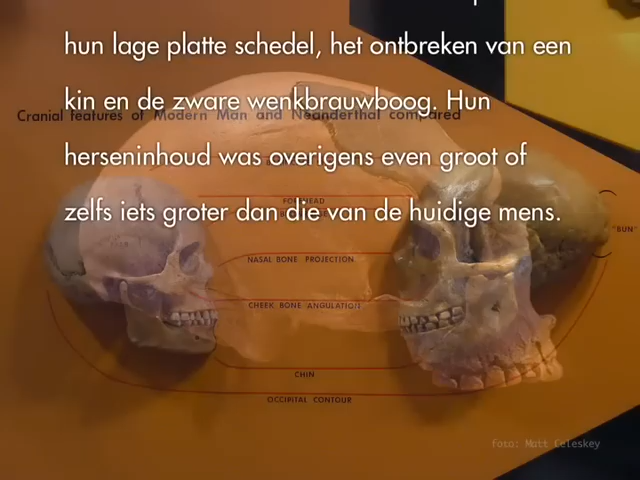 hun lage platte schedel, het ontbreken van een
kin en de zware wenkbrauwboog. Hun
Cranial features of Modern Man and Neanderthal compared
herseninhoud was overigens even groot of
FOREHEAD
zelfs iets groter dan die van de huidige mens.
"BUN"
NASAL BONE PROJECTION
CHEEK BONE ANGULATION
CHIN
OCCIPITAL CONTOUR
foto: Matt Celeskey